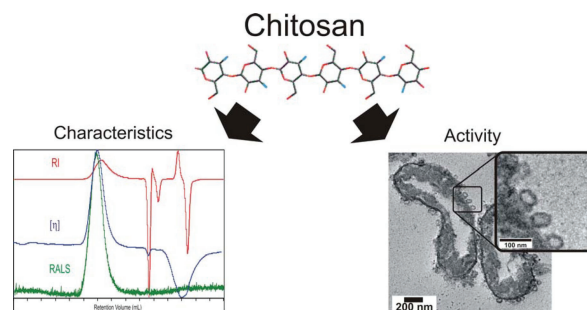 Chitosan
Characteristics
Activity
RI
[η]
RALS
Retention Volume (mL)
100 nm
200 nm